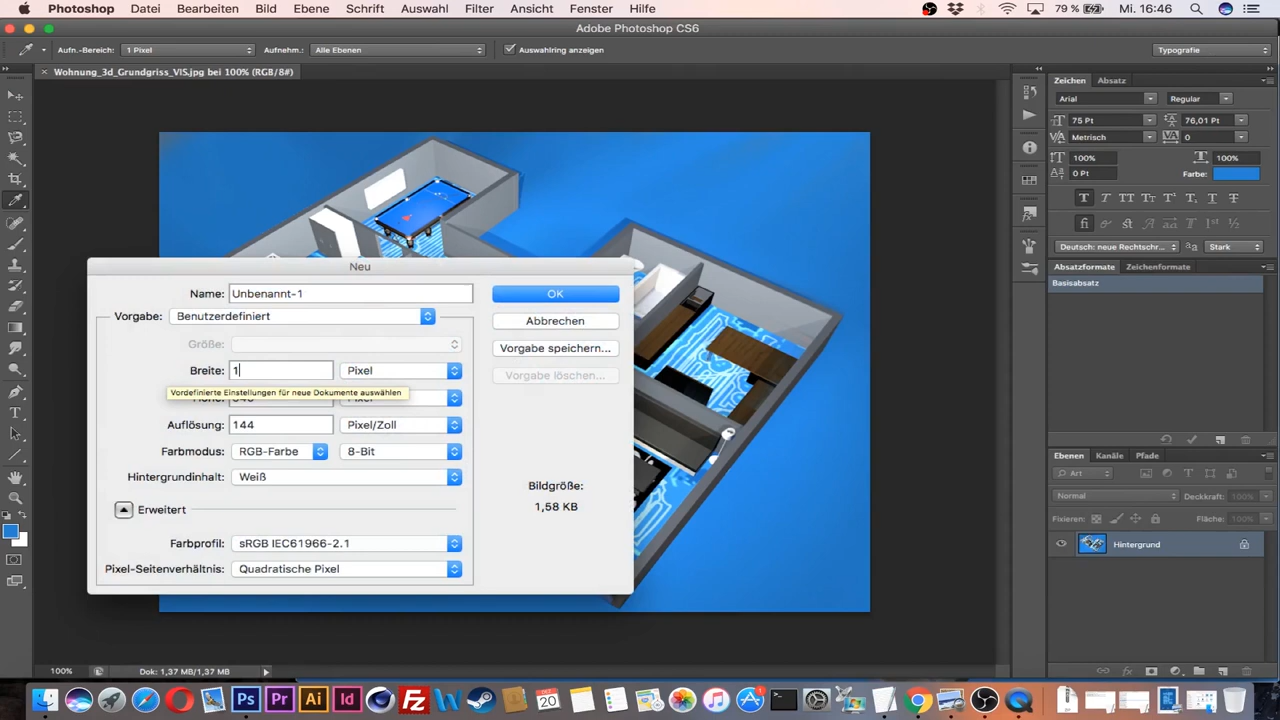 Photoshop Datei Bearbeiten Bild Ebene Schrift Auswahl Filter Ansicht Fenster Hilfe 79 % Mi. 16:46
Adobe Photoshop CS6
Aufn.-Bereich: 1 Pixel Aufnehm.: Alle Ebenen Auswahlring anzeigen Typografie
Wohnung_3d_Grundgriss_VIS.jpg bei 100% (RGB/8#)
Zeichen Absatz
Arial Regular
75 Pt 76,01 Pt
Metrisch 0
100% 100%
0 Pt Farbe:
Deutsch: neue Rechtschr... Stark
Absatzformate Zeichenformate
Basisabsatz
Neu
Name: Unbenannt-1 OK
Vorgabe: Benutzerdefiniert Abbrechen
Größe: Vorgabe speichern...
Breite: 1 Pixel Vorgabe löschen...
Vordefinierte Einstellungen für neue Dokumente auswählen
Auflösung: 144 Pixel/Zoll
Farbmodus: RGB-Farbe 8-Bit
Hintergrundinhalt: Weiß
Bildgröße:
1,58 KB
Erweitert
Farbprofil: sRGB IEC61966-2.1
Pixel-Seitenverhältnis: Quadratische Pixel
Ebenen Kanäle Pfade
Art
Normal Deckkraft: 100%
Fixieren: Fläche: 100%
Hintergrund
100% Dok: 1,37 MB/1,37 MB
Ps Pr Ai Id FZ W DEZ 20